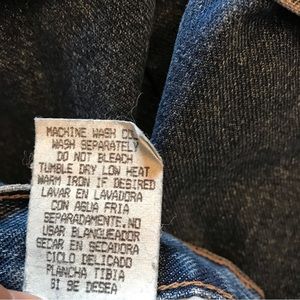 MACHINE WASH COL
WASH SEPARATELY
DO NOT BLEACH
TUMBLE DRY LOW HEAT
WARM IRON IF DESIRED
LAVAR EN LAVADORA
CON AGUA FRIA
SEPARADAMENTE. NO
USAR BLANQUEADOR
SECAR EN SECADORA
CICLO DELICADO
PLANCHA TIBIA
SI SE DESEA